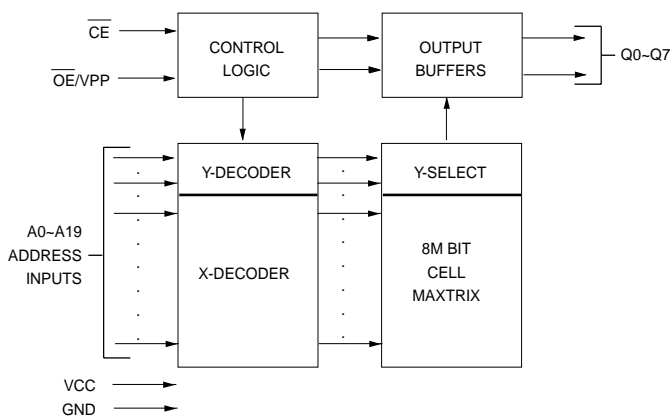 CE
OE/VPP
CONTROL
LOGIC
OUTPUT
BUFFERS
Q0~Q7
A0~A19
ADDRESS
INPUTS
Y-DECODER
X-DECODER
Y-SELECT
8M BIT
CELL
MAXTRIX
VCC
GND